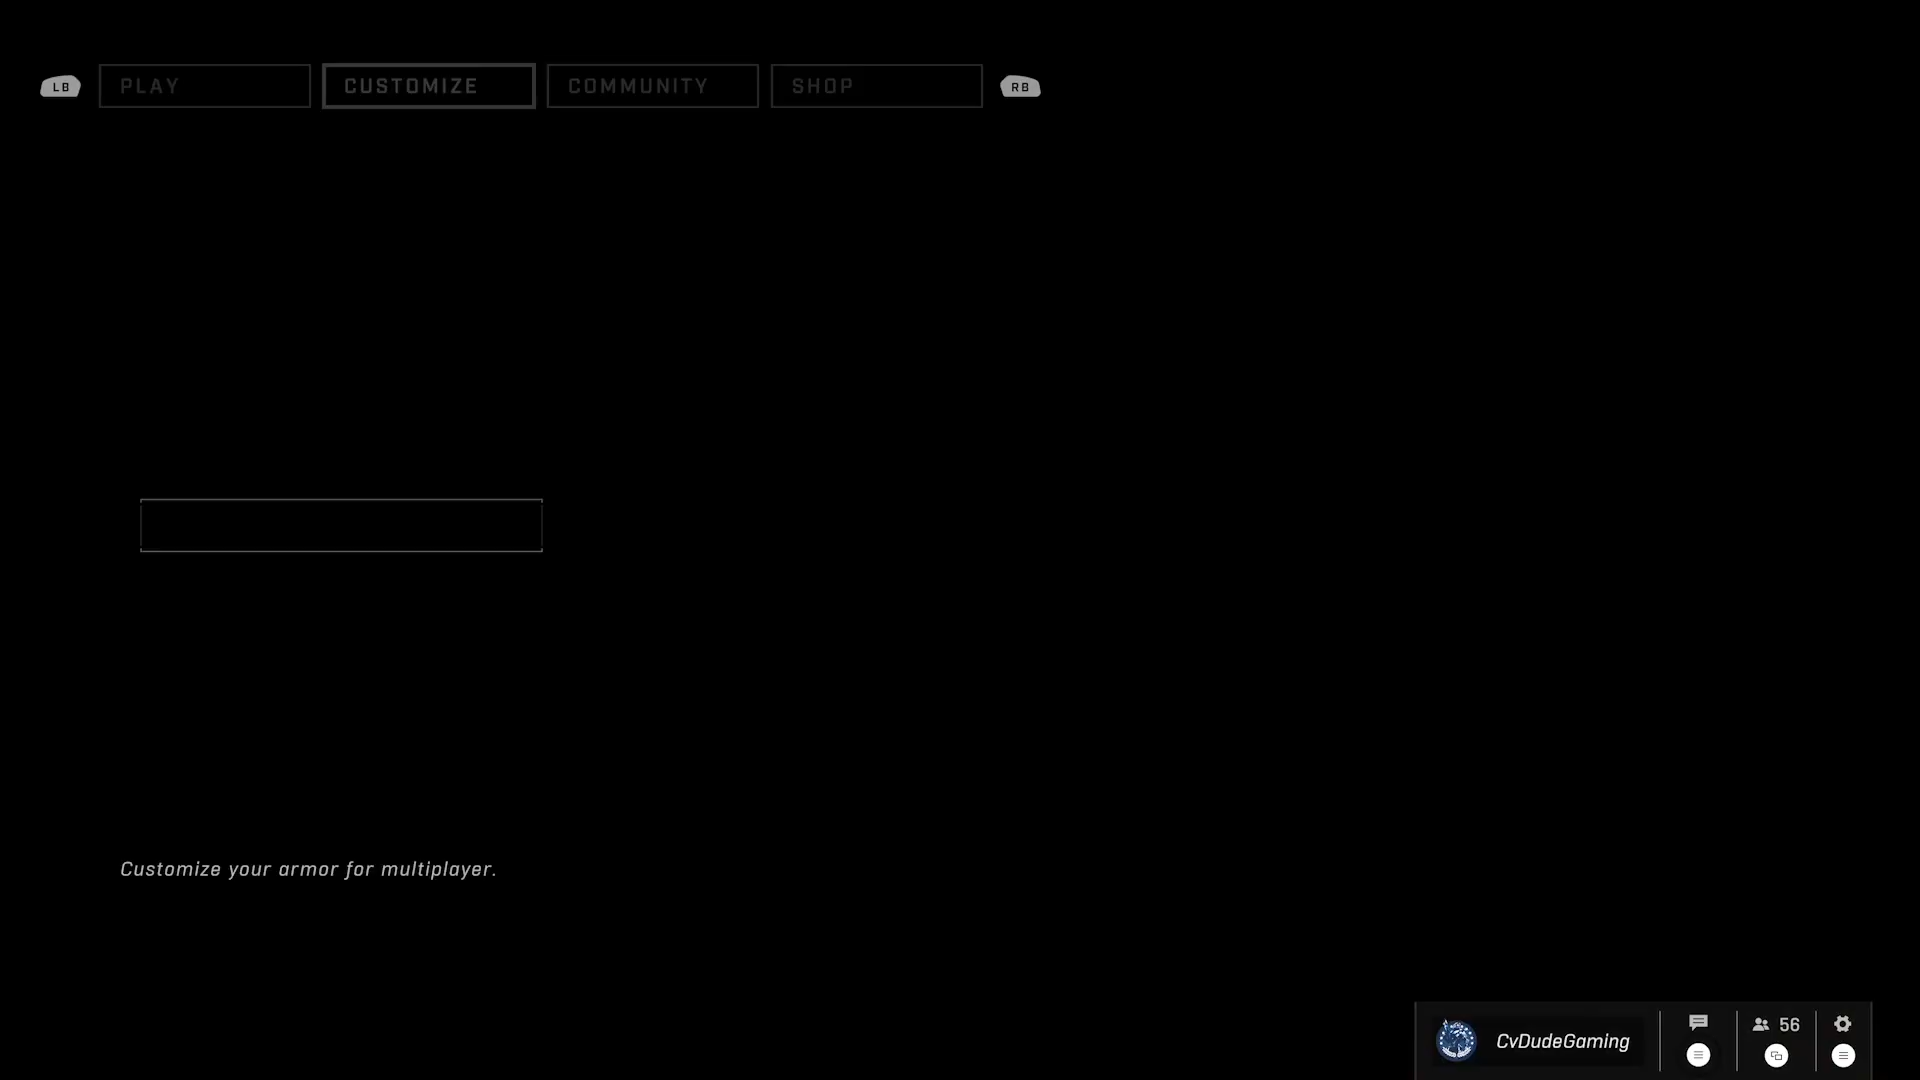 LB PLAY CUSTOMIZE COMMUNITY SHOP RB
Customize your armor for multiplayer.
CvDudeGaming 56